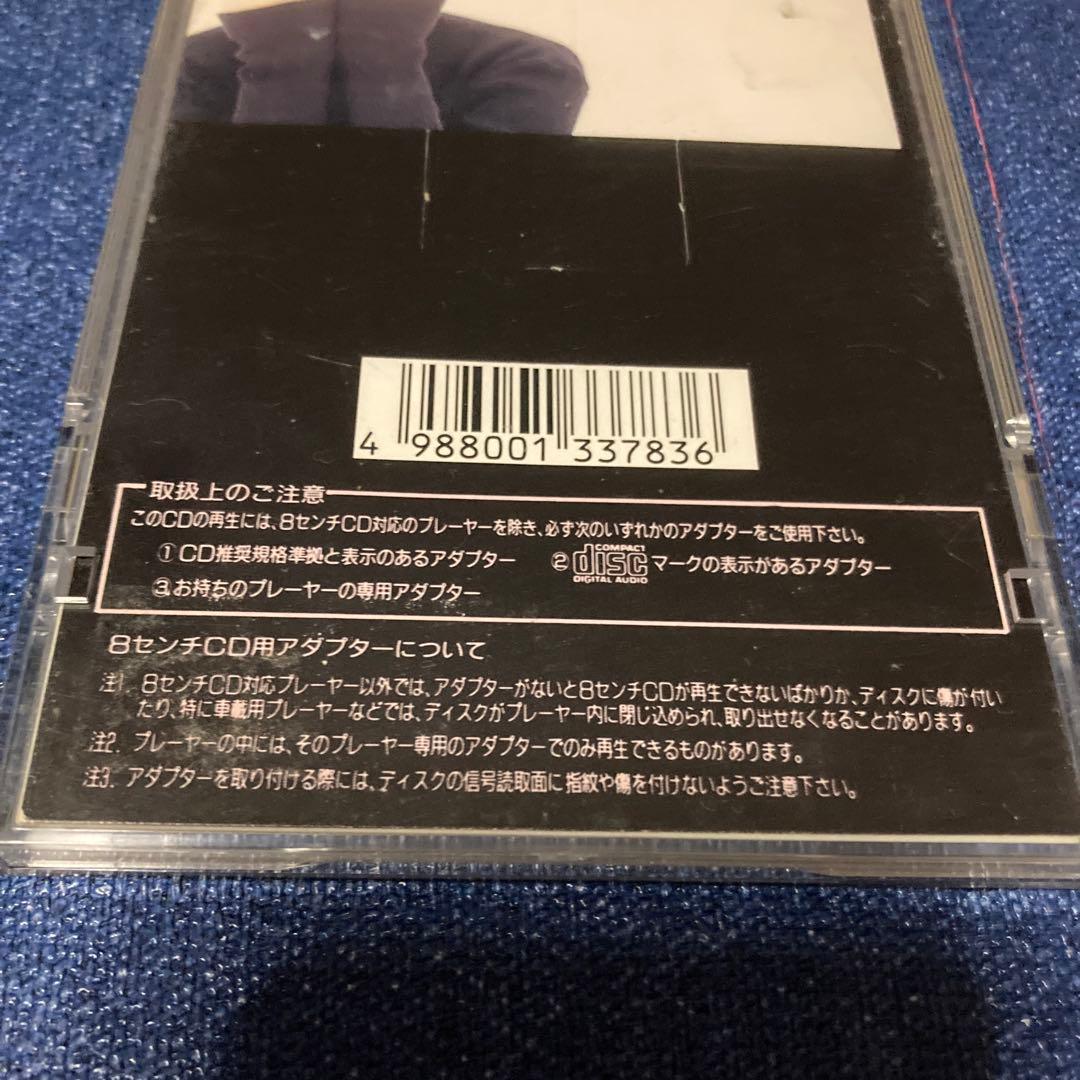 4 988001 337836
取扱上のご注意
このCDの再生には、8センチCD対応のプレーヤーを除き、必ず次のいずれかのアダプターをご使用下さい。
①CD推奨規格準拠と表示のあるアダプター ②COMPACT disc DIGITAL AUDIO マークの表示があるアダプター
③お持ちのプレーヤーの専用アダプター
8センチCD用アダプターについて
注1. 8センチCD対応プレーヤー以外では、アダプターがないと8センチCDが再生できないばかりか、ディスクに傷が付い
たり、特に車載用プレーヤーなどでは、ディスクがプレーヤー内に閉じ込められ、取り出せなくなることがあります。
注2. プレーヤーの中には、そのプレーヤー専用のアダプターでのみ再生できるものがあります。
注3. アダプターを取り付ける際には、ディスクの信号読取面に指紋や傷を付けないようご注意下さい。